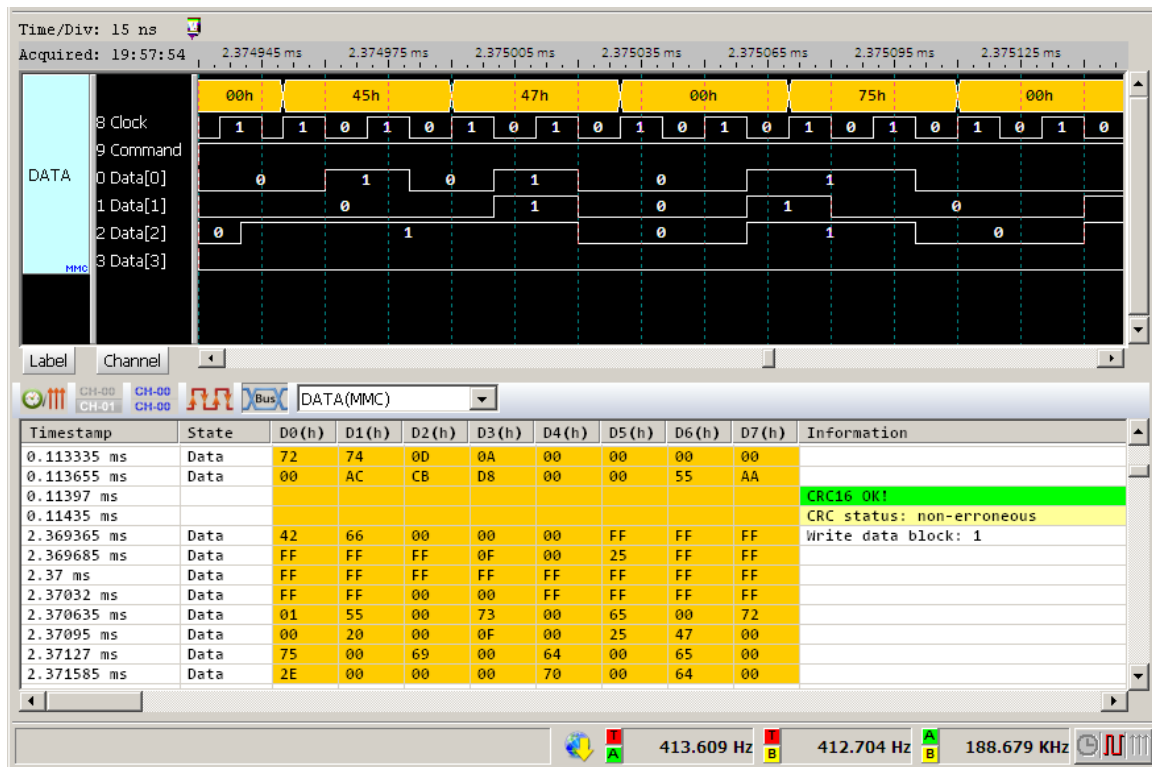 Time/Div: 15 ns
Acquired: 19:57:54 2.374945 ms 2.374975 ms 2.375005 ms 2.375035 ms 2.375065 ms 2.375095 ms 2.375125 ms
00h 45h 47h 00h 75h 00h
8 Clock 1 1 0 1 0 1 0 1 0 1 0 1 0 1 0 1 0 1 0 1 0
9 Command
DATA 0 Data[0] 0 1 0 1 0 1
1 Data[1] 0 1 0 1 0
2 Data[2] 0 1 0 1 0
MMC 3 Data[3]
Label Channel
CH-00 CH-01 CH-00 CH-00 Bus DATA(MMC)
Timestamp State D0(h) D1(h) D2(h) D3(h) D4(h) D5(h) D6(h) D7(h) Information
0.113335 ms Data 72 74 0D 0A 00 00 00 00
0.113655 ms Data 00 AC CB D8 00 00 55 AA
0.11397 ms CRC16 OK!
0.11435 ms CRC status: non-erroneous
2.369365 ms Data 42 66 00 00 00 FF FF FF Write data block: 1
2.369685 ms Data FF FF FF 0F 00 25 FF FF
2.37 ms Data FF FF FF FF FF FF FF FF
2.37032 ms Data FF FF 00 00 FF FF FF FF
2.370635 ms Data 01 55 00 73 00 65 00 72
2.37095 ms Data 00 20 00 0F 00 25 47 00
2.37127 ms Data 75 00 69 00 64 00 65 00
2.371585 ms Data 2E 00 00 00 70 00 64 00
T A 413.609 Hz T B 412.704 Hz A B 188.679 KHz